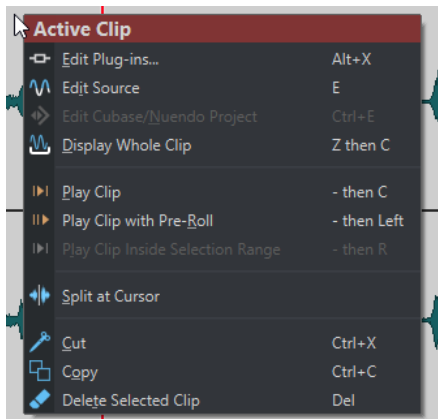 Active Clip
Edit Plug-ins... Alt+X
Edit Source E
Edit Cubase/Nuendo Project Ctrl+E
Display Whole Clip Z then C
Play Clip - then C
Play Clip with Pre-Roll - then Left
Play Clip Inside Selection Range - then R
Split at Cursor
Cut Ctrl+X
Copy Ctrl+C
Delete Selected Clip Del